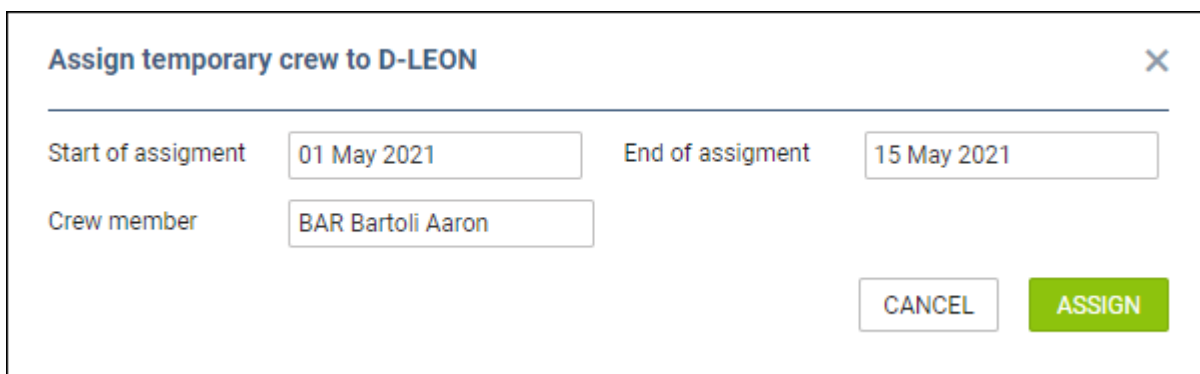 Assign temporary crew to D-LEON
Start of assigment 01 May 2021 End of assigment 15 May 2021
Crew member BAR Bartoli Aaron
CANCEL ASSIGN